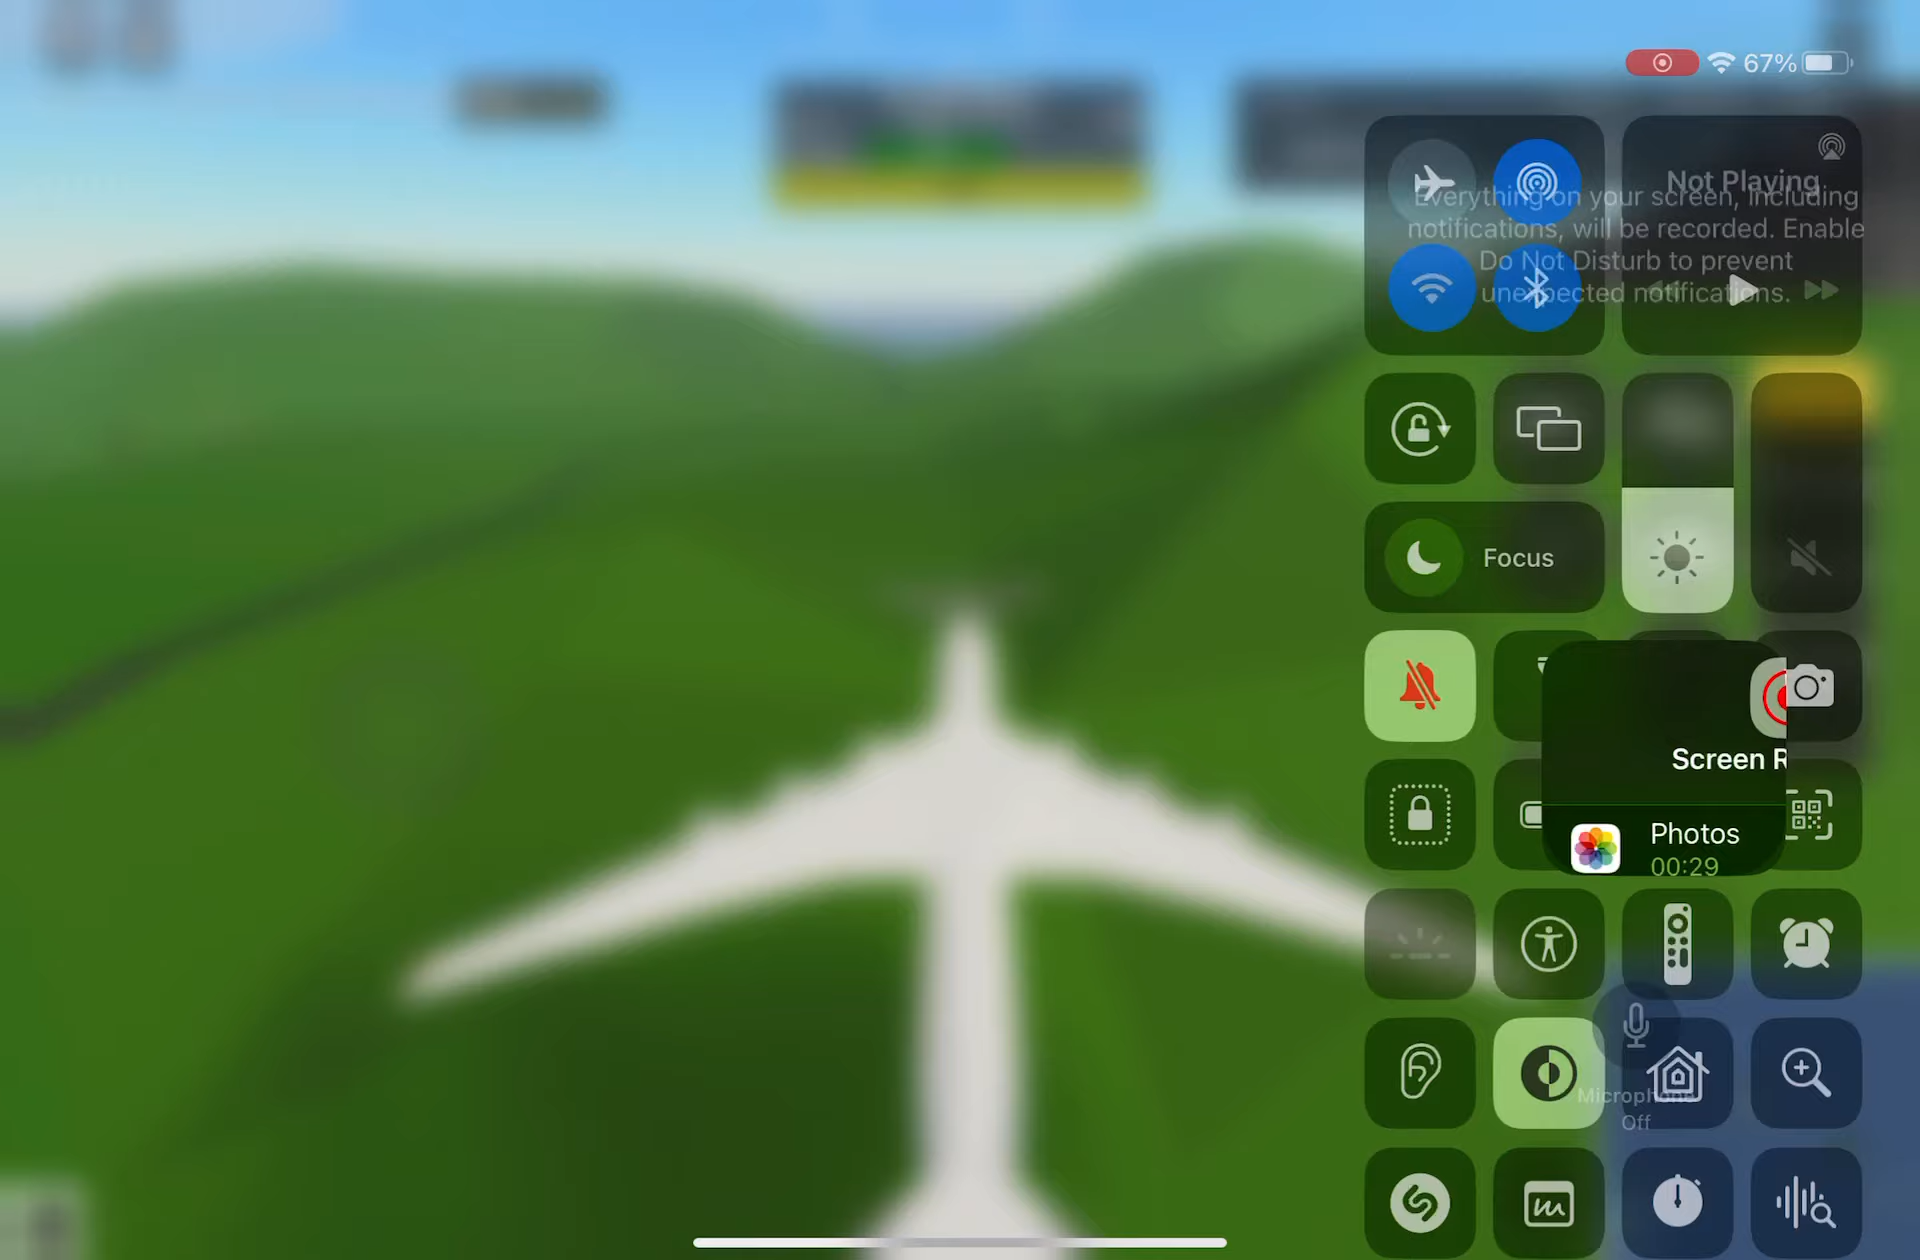 67%
Not Playing
Everything on your screen, including
notifications, will be recorded. Enable
Do Not Disturb to prevent
unexpected notifications.
Focus
Screen R
Photos
00:29
Microphone
Off